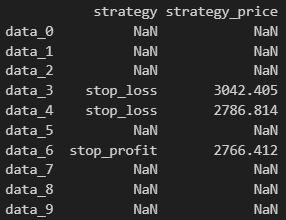 strategy strategy_price
data_0 NaN NaN
data_1 NaN NaN
data_2 NaN NaN
data_3 stop_loss 3042.405
data_4 stop_loss 2786.814
data_5 NaN NaN
data_6 stop_profit 2766.412
data_7 NaN NaN
data_8 NaN NaN
data_9 NaN NaN